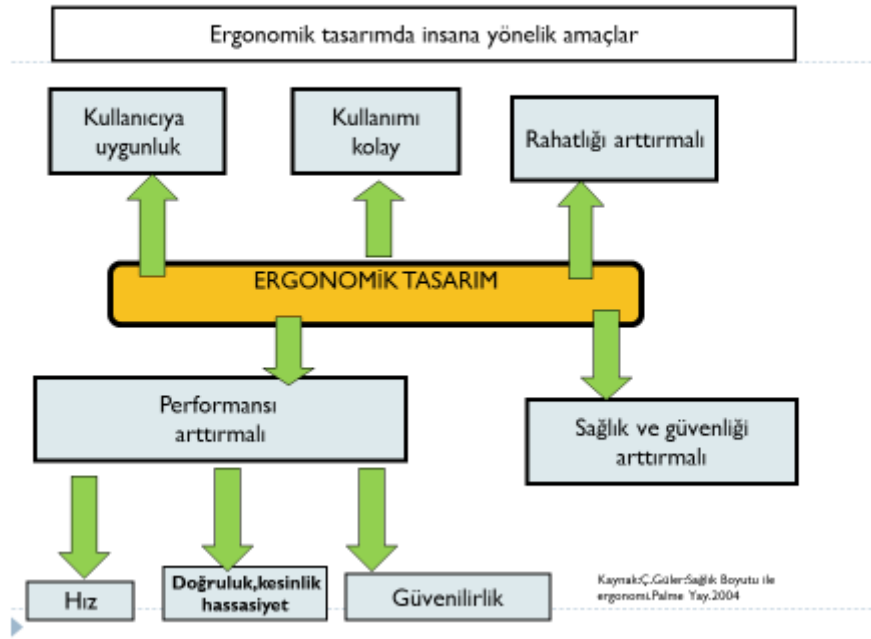 Ergonomik tasarımda insana yönelik amaçlar
Kullanıcıya
uygunluk
Kullanımı
kolay
Rahatlığı arttırmalı
ERGONOMİK TASARIM
Performansı
arttırmalı
Sağlık ve güvenliği
arttırmalı
Hız
Doğruluk,kesinlik
hassasiyet
Güvenilirlik
Kaynak:Ç.Güler:Sağlık Boyutu ile
ergonomi.Palme Yay.2004